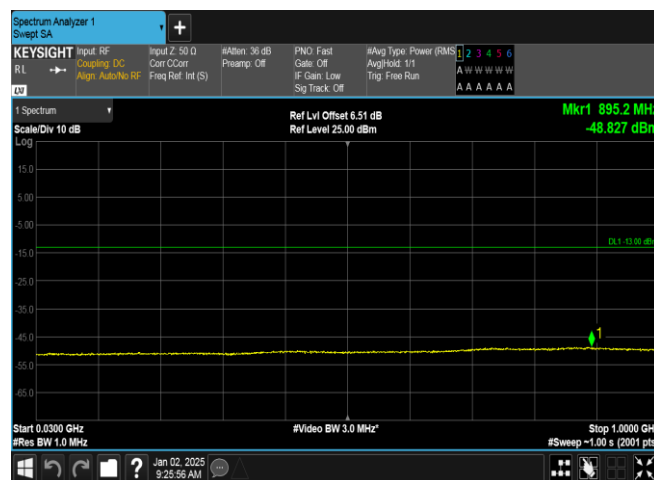 Spectrum Analyzer 1
Swept SA
+
KEYSIGHT
RL
LXI
Input: RF
Coupling: DC
Align: Auto/No RF
Input Z: 50 Ω
Corr CCorr
Freq Ref: Int (S)
#Atten: 36 dB
Preamp: Off
PNO: Fast
Gate: Off
IF Gain: Low
Sig Track: Off
#Avg Type: Power (RMS
Avg|Hold: 1/1
Trig: Free Run
1 2 3 4 5 6
A W W W W W
A A A A A A
1 Spectrum
Scale/Div 10 dB
Log
Ref Lvl Offset 6.51 dB
Ref Level 25.00 dBm
Mkr1 895.2 MHz
-48.827 dBm
15.0
5.00
-5.00
-15.0
-25.0
-35.0
-45.0
-55.0
-65.0
DL1 -13.00 dBm
1
Start 0.0300 GHz
#Res BW 1.0 MHz
#Video BW 3.0 MHz*
Stop 1.0000 GH
#Sweep ~1.00 s (2001 pts
?
Jan 02, 2025
9:25:56 AM